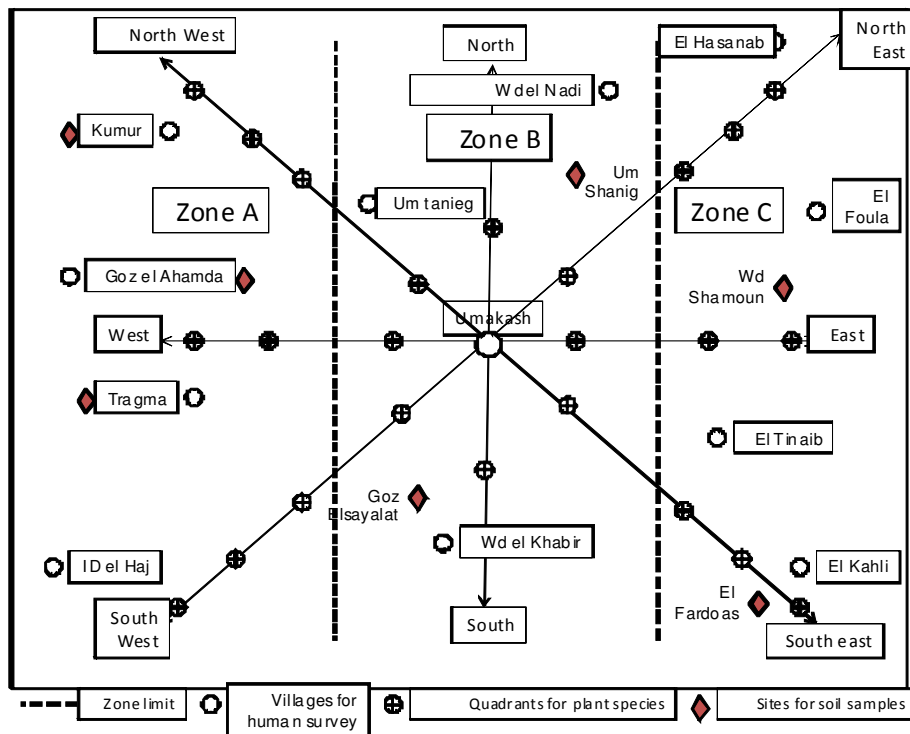 North West
North
El Hasanab
North
East
Wdel Nadi
Kumur
Zone B
Um
Shanig
Zone A
Um tanieg
Zone C
El
Foula
Goz el Ahamda
Wd
Shamoun
Umakash
West
East
Tragma
El Tinaib
Goz
Elsayalat
Wd el Khabir
ID el Haj
El Kahli
El
Fardoas
South
West
South
South east
Zone limit
Villages for
human survey
Quadrants for plant species
Sites for soil samples